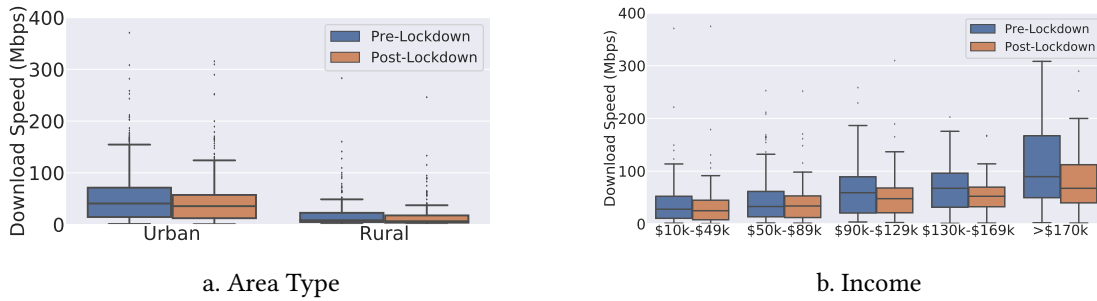 Download Speed (Mbps)
400
300
200
100
0
Pre-Lockdown
Post-Lockdown
Urban
Rural
a. Area Type
Download Speed (Mbps)
400
300
200
100
0
Pre-Lockdown
Post-Lockdown
$10k-$49k
$50k-$89k
$90k-$129k
$130k-$169k
>$170k
b. Income